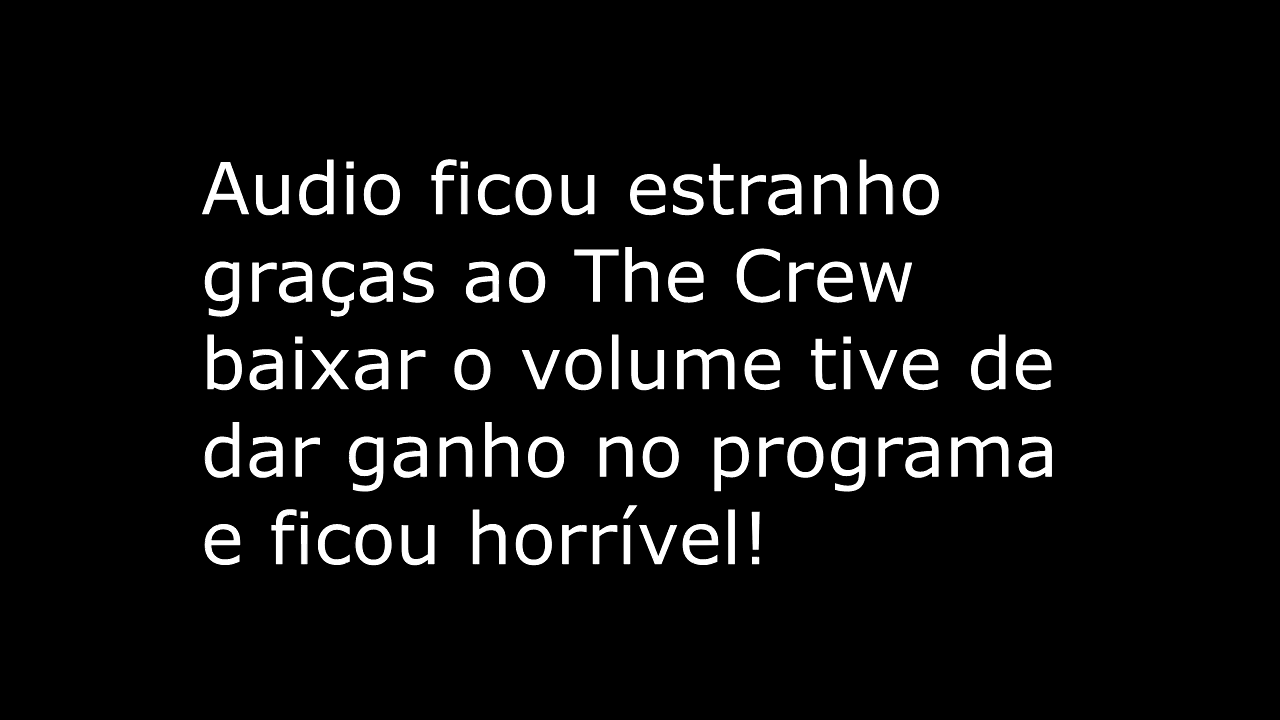 Audio ficou estranho
graças ao The Crew
baixar o volume tive de
dar ganho no programa
e ficou horrível!